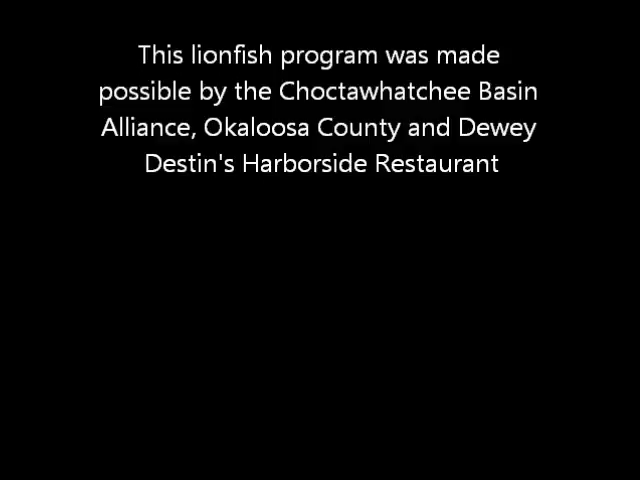 This lionfish program was made
possible by the Choctawhatchee Basin
Alliance, Okaloosa County and Dewey
Destin's Harborside Restaurant